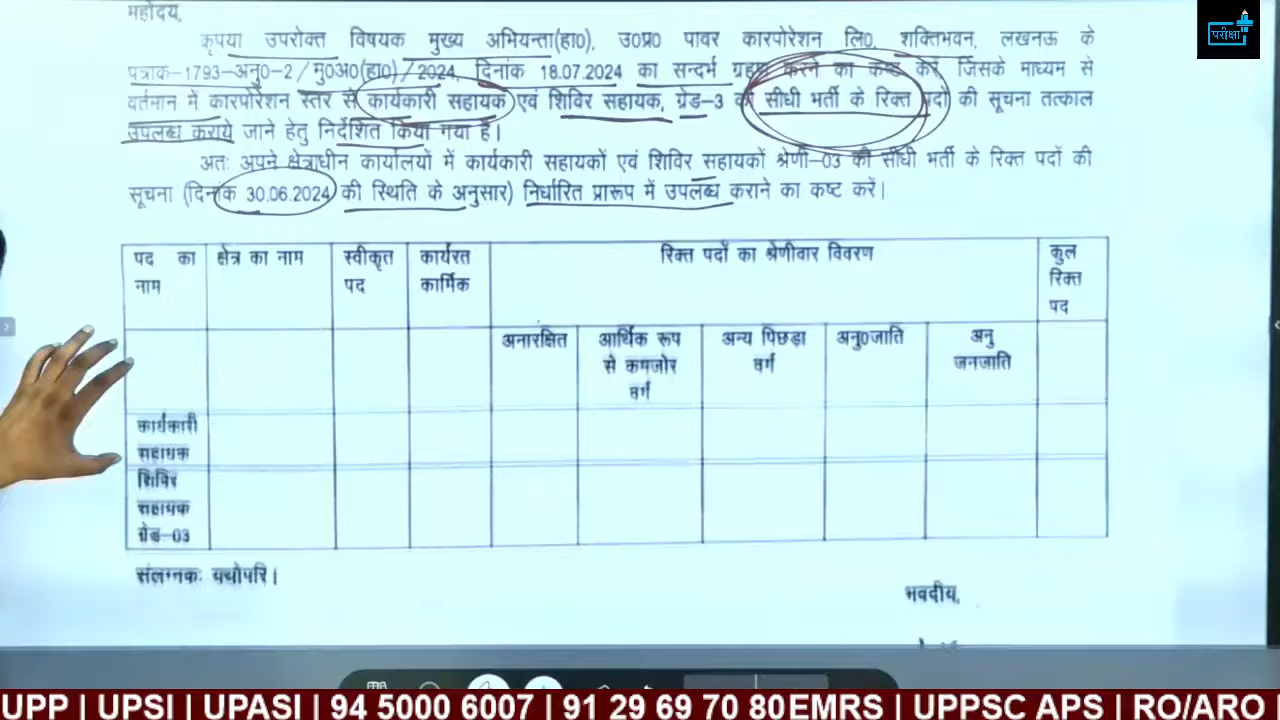 महोदय,
कृपया उपरोक्त विषयक मुख्य अभियन्ता(हा0), उ0प्र0 पावर कारपोरेशन लि0, शक्तिभवन, लखनऊ के
पत्रांक-1793-अनु0-2/मु0अ0(हा0)/2024, दिनांक 18.07.2024 का सन्दर्भ ग्रहण करने का कष्ट करें, जिसके माध्यम से
वर्तमान में कारपोरेशन स्तर से कार्यकारी सहायक एवं शिविर सहायक, ग्रेड-3 की सीधी भर्ती के रिक्त पदों की सूचना तत्काल
उपलब्ध कराये जाने हेतु निर्देशित किया गया है।
अतः अपने क्षेत्राधीन कार्यालयों में कार्यकारी सहायकों एवं शिविर सहायकों श्रेणी-03 की सीधी भर्ती के रिक्त पदों की
सूचना (दिनांक 30.06.2024 की स्थिति के अनुसार) निर्धारित प्रारूप में उपलब्ध कराने का कष्ट करें।
पद का नाम
क्षेत्र का नाम
स्वीकृत पद
कार्यरत कार्मिक
रिक्त पदों का श्रेणीवार विवरण
कुल रिक्त पद
अनारक्षित
आर्थिक रूप से कमजोर वर्ग
अन्य पिछड़ा वर्ग
अनु0जाति
अनु जनजाति
कार्यकारी सहायक
शिविर सहायक ग्रेड-03
संलग्नकः यथोपरि।
भवदीय,
परीक्षा
UPP | UPSI | UPASI | 94 5000 6007 | 91 29 69 70 80 EMRS | UPPSC APS | RO/ARO